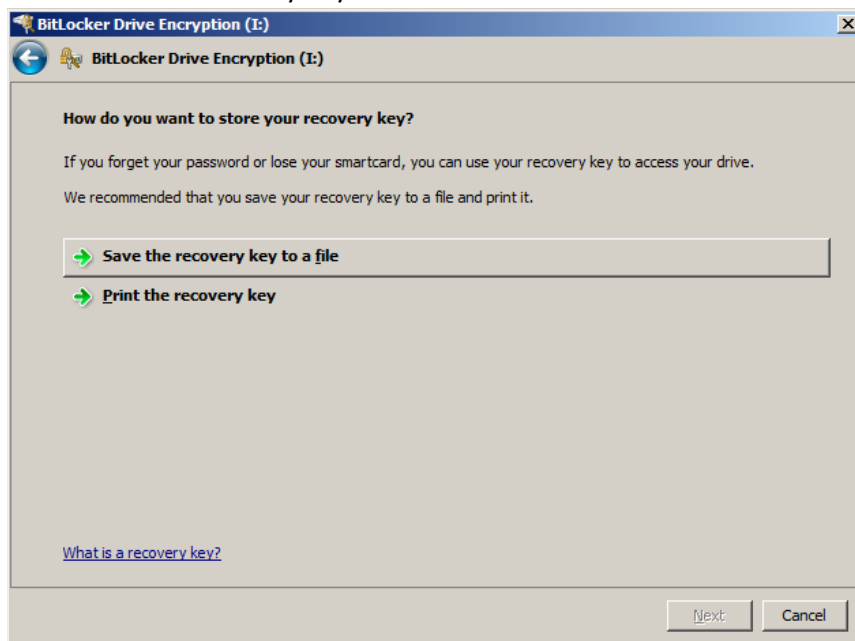 BitLocker Drive Encryption (I:)
BitLocker Drive Encryption (I:)
How do you want to store your recovery key?
If you forget your password or lose your smartcard, you can use your recovery key to access your drive.
We recommended that you save your recovery key to a file and print it.
Save the recovery key to a file
Print the recovery key
What is a recovery key?
Next Cancel